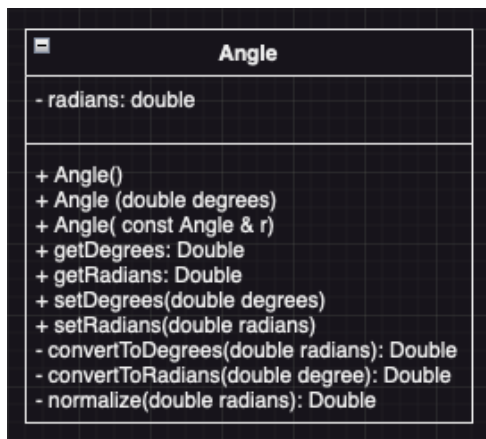 Angle
- radians: double
+ Angle()
+ Angle (double degrees)
+ Angle( const Angle & r)
+ getDegrees: Double
+ getRadians: Double
+ setDegrees(double degrees)
+ setRadians(double radians)
- convertToDegrees(double radians): Double
- convertToRadians(double degree): Double
- normalize(double radians): Double